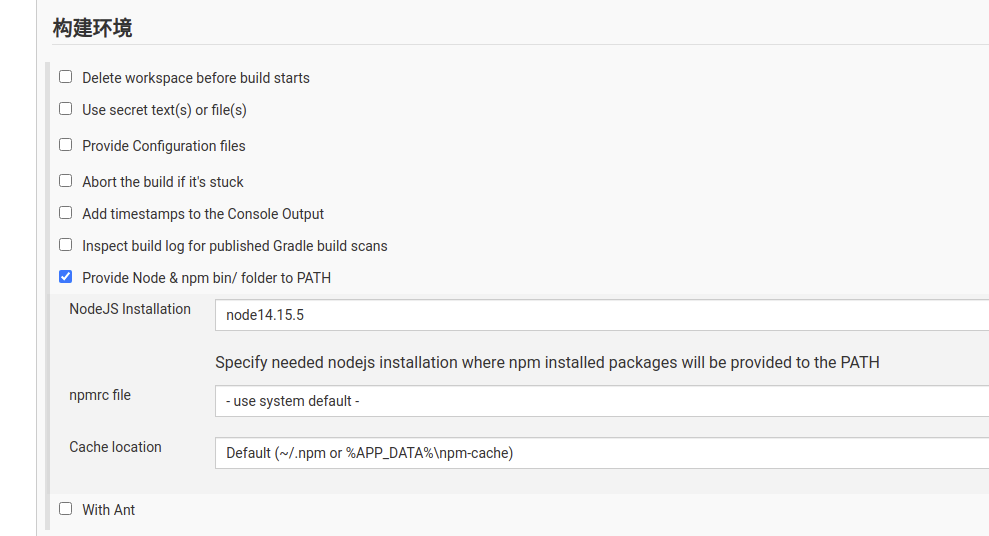 构建环境
Delete workspace before build starts
Use secret text(s) or file(s)
Provide Configuration files
Abort the build if it's stuck
Add timestamps to the Console Output
Inspect build log for published Gradle build scans
Provide Node & npm bin/ folder to PATH
NodeJS Installation
node14.15.5
Specify needed nodejs installation where npm installed packages will be provided to the PATH
npmrc file
- use system default -
Cache location
Default (~/.npm or %APP_DATA%\npm-cache)
With Ant